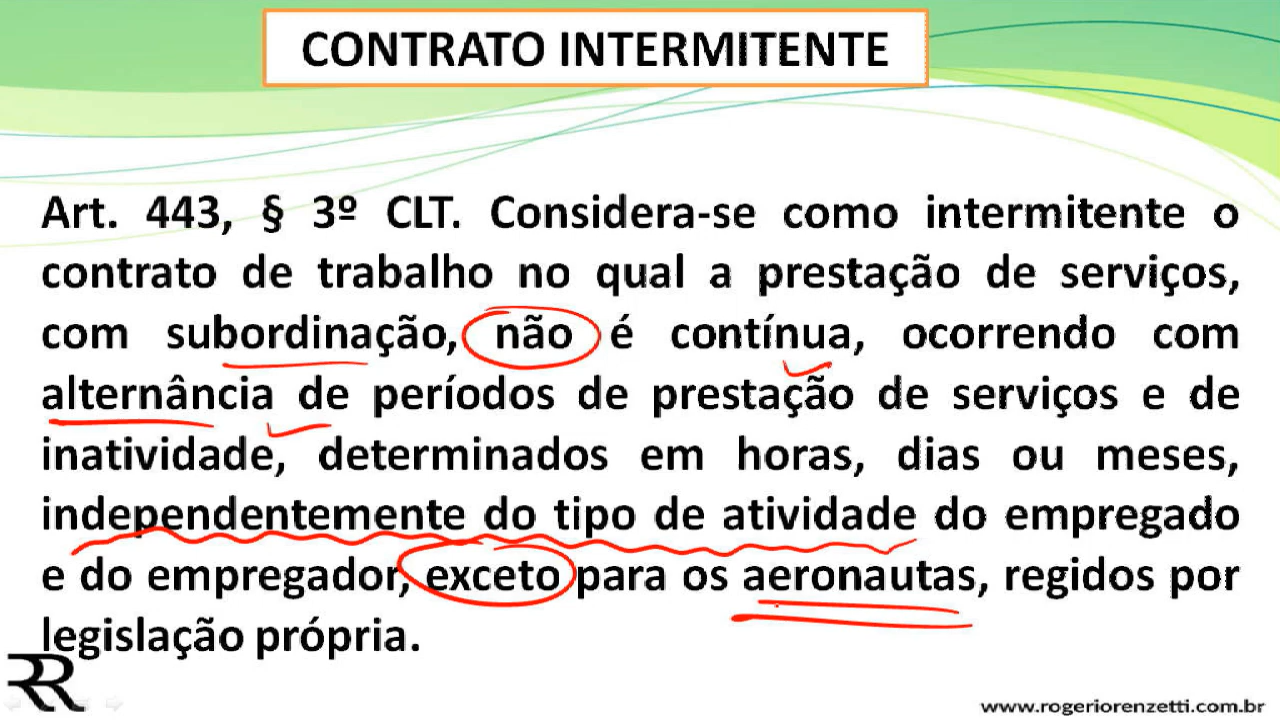 CONTRATO INTERMITENTE
Art. 443, § 3º CLT. Considera-se como intermitente o
contrato de trabalho no qual a prestação de serviços,
com subordinação, não é contínua, ocorrendo com
alternância de períodos de prestação de serviços e de
inatividade, determinados em horas, dias ou meses,
independentemente do tipo de atividade do empregado
e do empregador, exceto para os aeronautas, regidos por
legislação própria.
RR
www.rogeriorenzetti.com.br